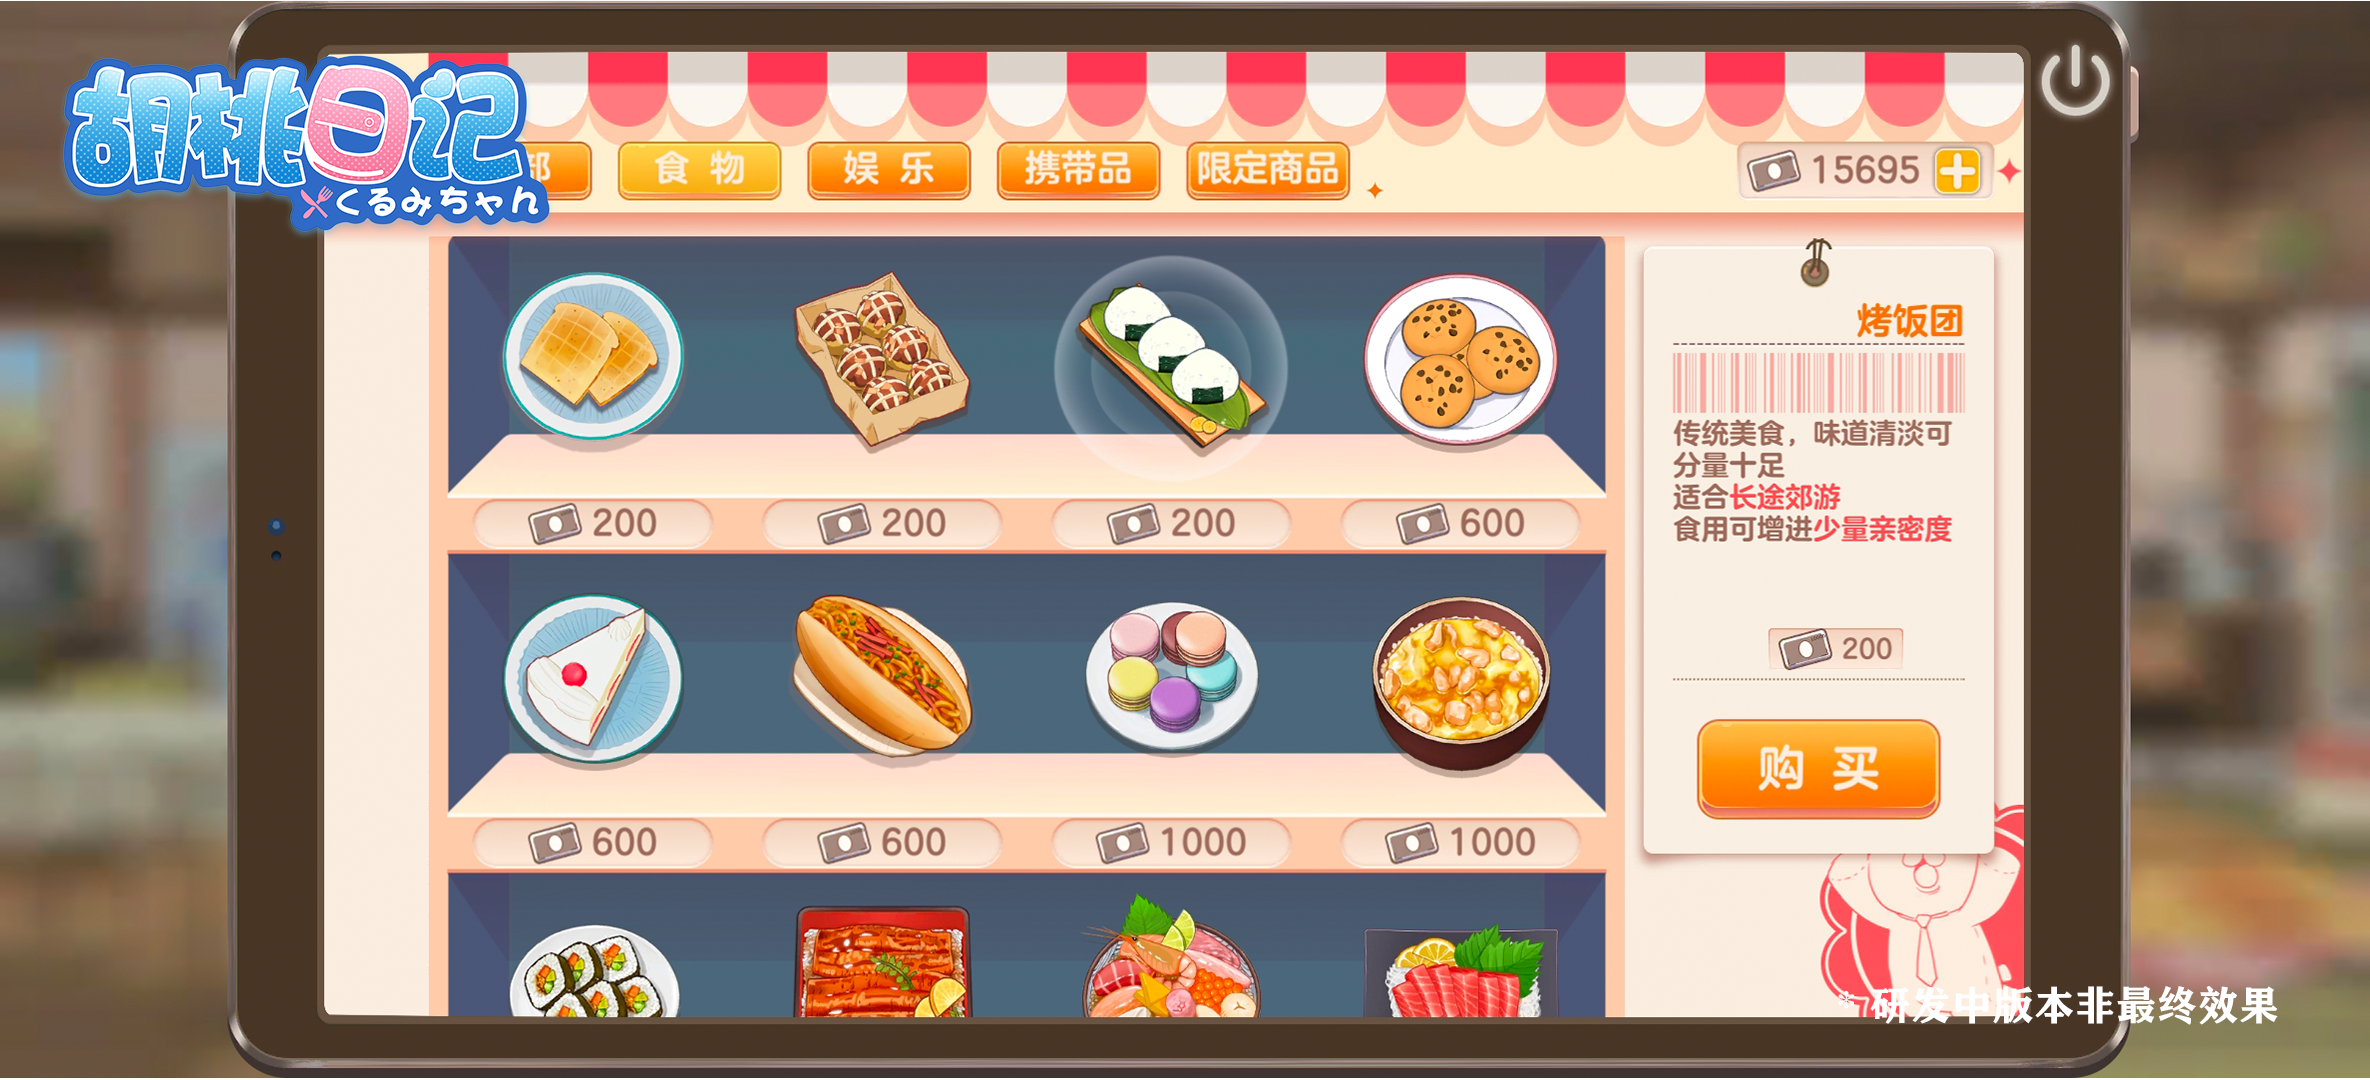 胡桃日记
くるみちゃん
部
食物
娱乐
携带品
限定商品
15695
烤饭团
传统美食，味道清淡可
分量十足
适合长途郊游
食用可增进少量亲密度
200
购买
200
200
200
600
600
600
1000
1000
* 研发中版本非最终效果